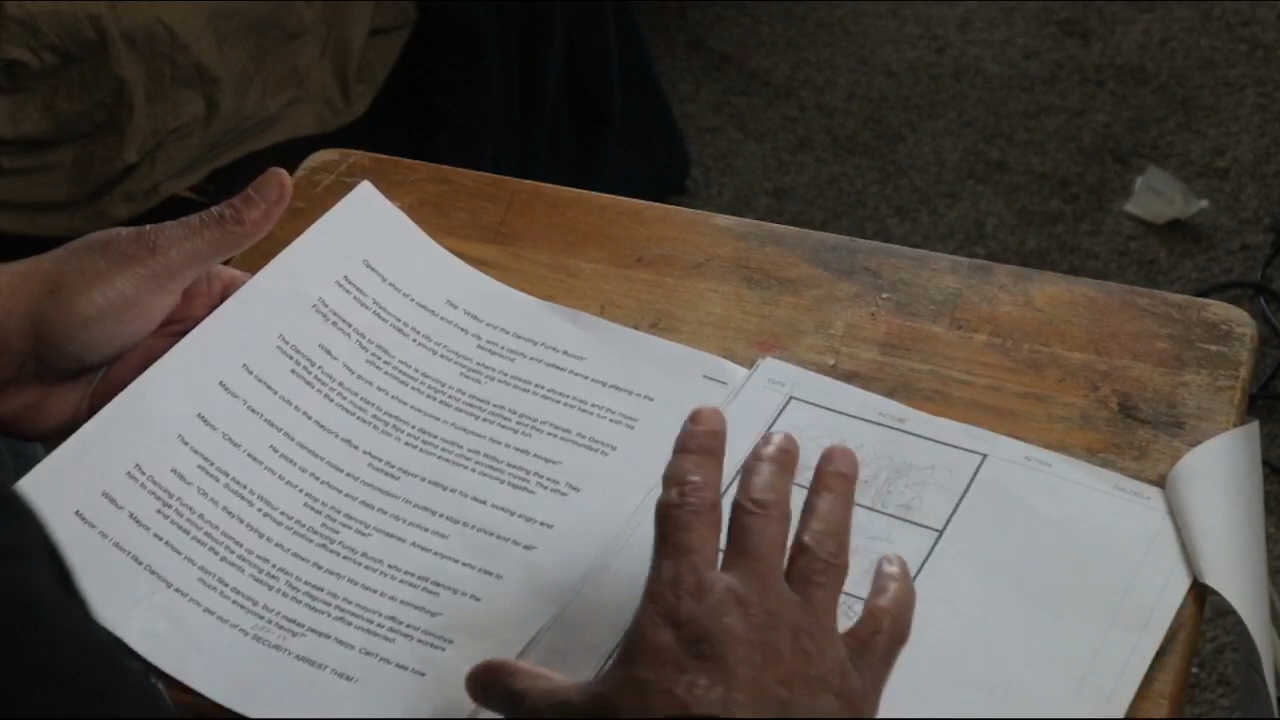 Title: "Wilbur and the Dancing Funky Bunch"
Opening shot of a colorful and lively city, with a catchy and upbeat theme song playing in the
background.
Narrator: "Welcome to the city of Funkytown, where the streets are always lively and the music
never stops! Meet Wilbur, a young and energetic pig who loves to dance and have fun with his
friends."
The camera cuts to Wilbur, who is dancing in the streets with his group of friends, the Dancing
Funky Bunch. They are all dressed in bright and colorful clothes, and they are surrounded by
other animals who are also dancing and having fun.
Wilbur: "Hey guys, let's show everyone in Funkytown how to really boogie!"
The Dancing Funky Bunch start to perform a dance routine, with Wilbur leading the way. They
move to the beat of the music, doing flips and spins and other acrobatic moves. The other
animals in the crowd start to join in, and soon everyone is dancing together.
The camera cuts to the mayor's office, where the mayor is sitting at his desk, looking angry and
frustrated.
Mayor: "I can't stand this constant noise and commotion! I'm putting a stop to it once and for all!"
He picks up the phone and dials the city's police chief.
Mayor: "Chief, I want you to put a stop to this dancing nonsense. Arrest anyone who tries to
break this new law!"
throw
The camera cuts back to Wilbur and the Dancing Funky Bunch, who are still dancing in the
streets. Suddenly, a group of police officers arrive and try to arrest them.
Wilbur: "Oh no, they're trying to shut down the party! We have to do something!"
The Dancing Funky Bunch comes up with a plan to sneak into the mayor's office and convince
him to change his mind about the dancing ban. They disguise themselves as delivery workers
and sneak past the guards, making it to the mayor's office undetected.
Wilbur: "Mayor, we know you don't like dancing, but it makes people happy. Can't you see how
much fun everyone is having?"
Mayor: no I don't like Dancing and you get out of my SECURITY ARREST THEM!
CUTS
PICTURE
ACTION